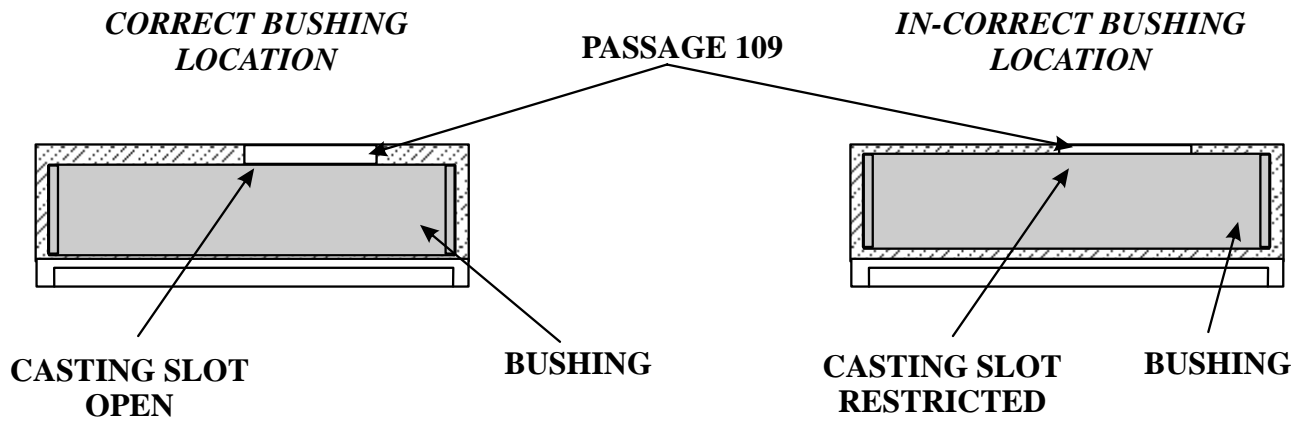 CORRECT BUSHING
LOCATION
PASSAGE 109
IN-CORRECT BUSHING
LOCATION
CASTING SLOT
OPEN
BUSHING
CASTING SLOT
RESTRICTED
BUSHING